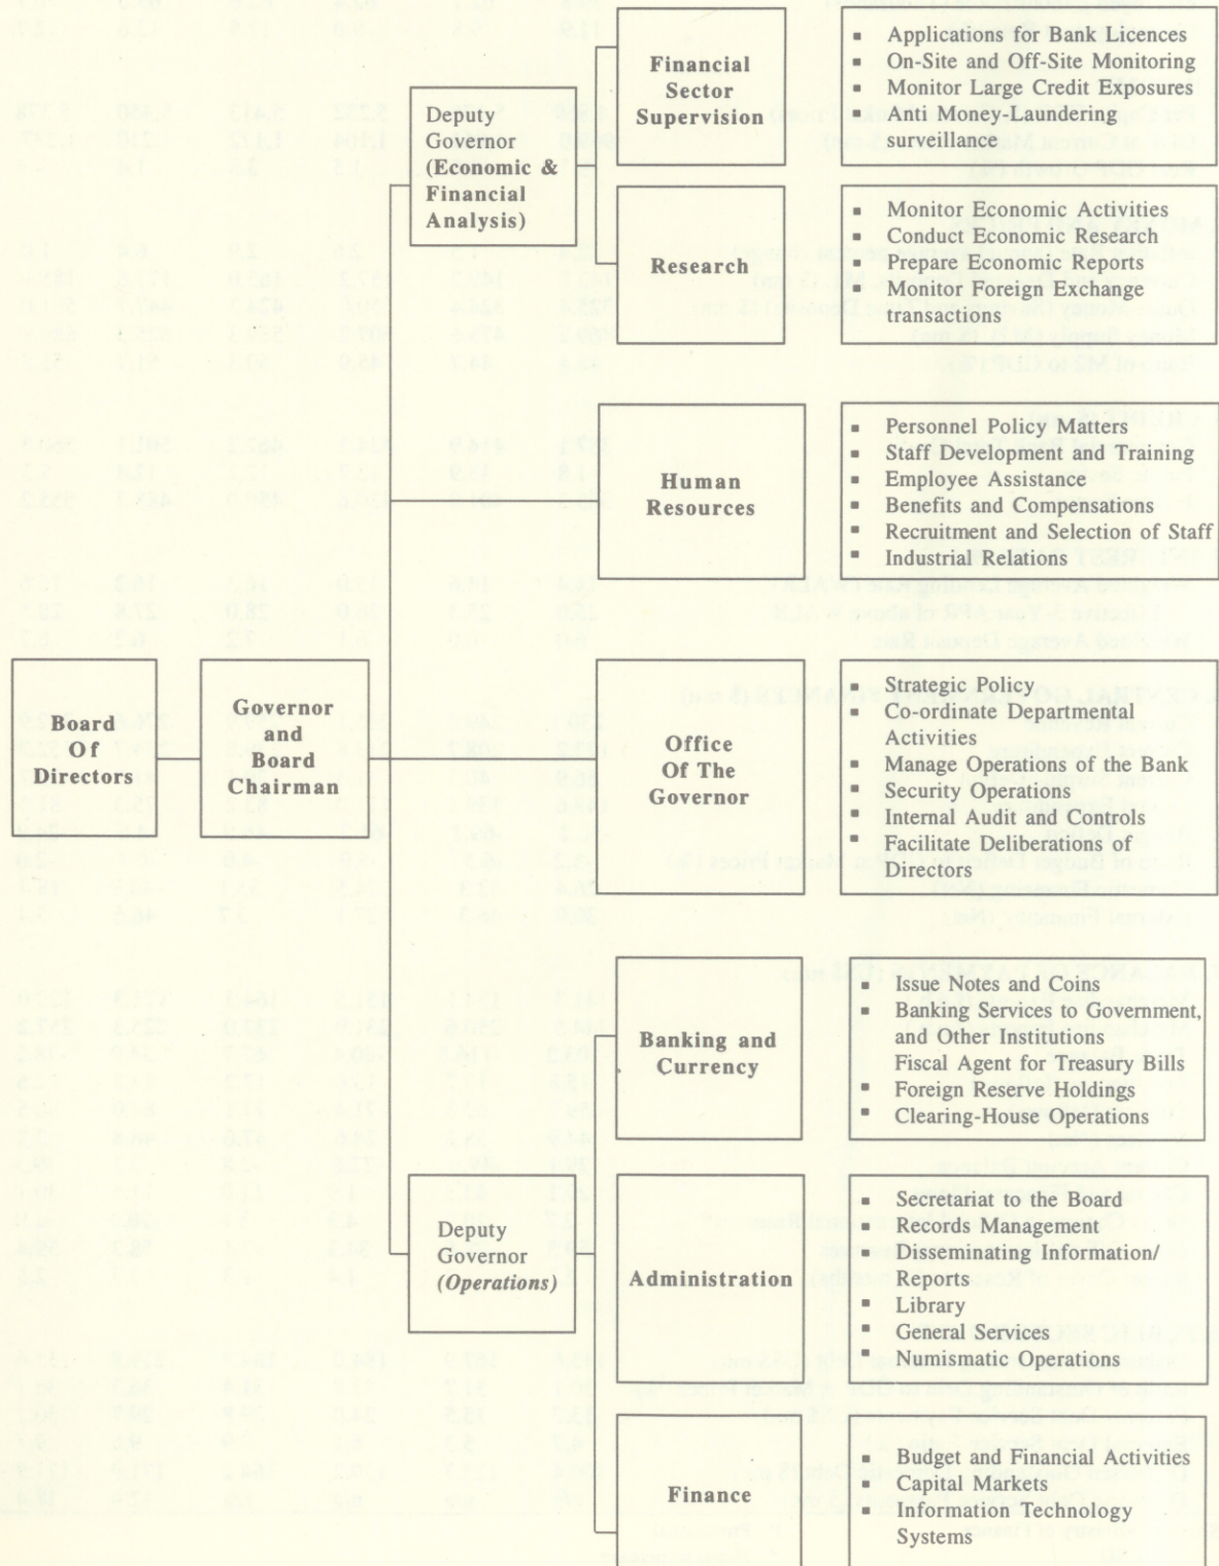 Financial
Sector
Supervision
▪ Applications for Bank Licences
▪ On-Site and Off-Site Monitoring
▪ Monitor Large Credit Exposures
▪ Anti Money-Laundering
surveillance
Deputy
Governor
(Economic &
Financial
Analysis)
Research
▪ Monitor Economic Activities
▪ Conduct Economic Research
▪ Prepare Economic Reports
▪ Monitor Foreign Exchange
transactions
Human
Resources
▪ Personnel Policy Matters
▪ Staff Development and Training
▪ Employee Assistance
▪ Benefits and Compensations
▪ Recruitment and Selection of Staff
▪ Industrial Relations
Board
Of
Directors
Governor
and
Board
Chairman
Office
Of The
Governor
▪ Strategic Policy
▪ Co-ordinate Departmental
Activities
▪ Manage Operations of the Bank
▪ Security Operations
▪ Internal Audit and Controls
▪ Facilitate Deliberations of
Directors
Banking and
Currency
▪ Issue Notes and Coins
▪ Banking Services to Government,
and Other Institutions
Fiscal Agent for Treasury Bills
▪ Foreign Reserve Holdings
▪ Clearing-House Operations
Deputy
Governor
(Operations)
Administration
▪ Secretariat to the Board
▪ Records Management
▪ Disseminating Information/
Reports
▪ Library
▪ General Services
▪ Numismatic Operations
Finance
▪ Budget and Financial Activities
▪ Capital Markets
▪ Information Technology
Systems